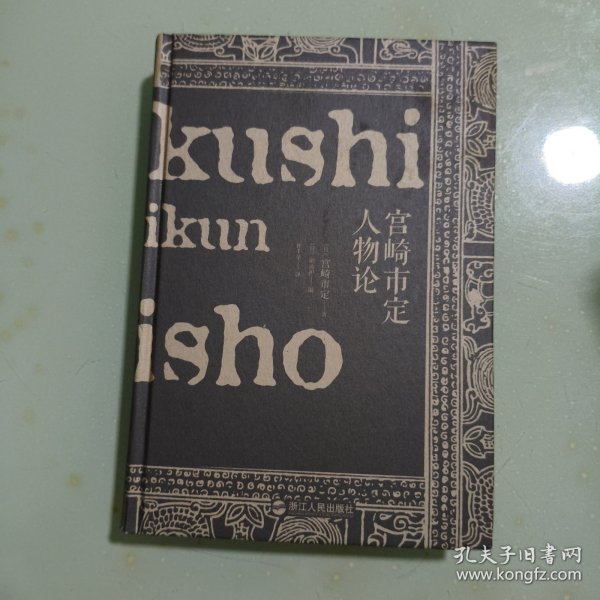 kushi
ikun
isho
宫崎市定
人物论
宫崎市定
浙江人民出版社
孔夫子旧书网
www.kongfz.com